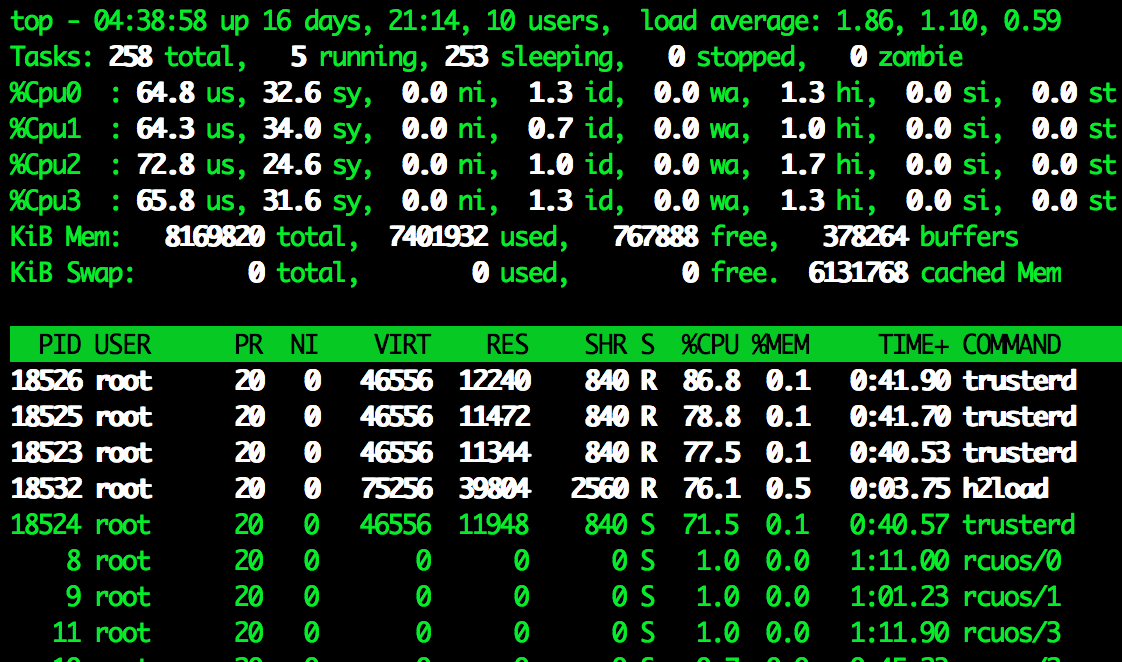 top - 04:38:58 up 16 days, 21:14, 10 users,  load average: 1.86, 1.10, 0.59
Tasks: 258 total,   5 running, 253 sleeping,   0 stopped,   0 zombie
%Cpu0  : 64.8 us, 32.6 sy,  0.0 ni,  1.3 id,  0.0 wa,  1.3 hi,  0.0 si,  0.0 st
%Cpu1  : 64.3 us, 34.0 sy,  0.0 ni,  0.7 id,  0.0 wa,  1.0 hi,  0.0 si,  0.0 st
%Cpu2  : 72.8 us, 24.6 sy,  0.0 ni,  1.0 id,  0.0 wa,  1.7 hi,  0.0 si,  0.0 st
%Cpu3  : 65.8 us, 31.6 sy,  0.0 ni,  1.3 id,  0.0 wa,  1.3 hi,  0.0 si,  0.0 st
KiB Mem:   8169820 total,  7401932 used,   767888 free,   378264 buffers
KiB Swap:        0 total,        0 used,        0 free.  6131768 cached Mem
  PID USER      PR  NI    VIRT    RES    SHR S  %CPU %MEM     TIME+ COMMAND
18526 root      20   0   46556  12240    840 R  86.8  0.1   0:41.90 trusterd
18525 root      20   0   46556  11472    840 R  78.8  0.1   0:41.70 trusterd
18523 root      20   0   46556  11344    840 R  77.5  0.1   0:40.53 trusterd
18532 root      20   0   75256  39804   2560 R  76.1  0.5   0:03.75 h2load
18524 root      20   0   46556  11948    840 S  71.5  0.1   0:40.57 trusterd
    8 root      20   0       0      0      0 S   1.0  0.0   1:11.00 rcuos/0
    9 root      20   0       0      0      0 S   1.0  0.0   1:01.23 rcuos/1
   11 root      20   0       0      0      0 S   1.0  0.0   1:11.90 rcuos/3